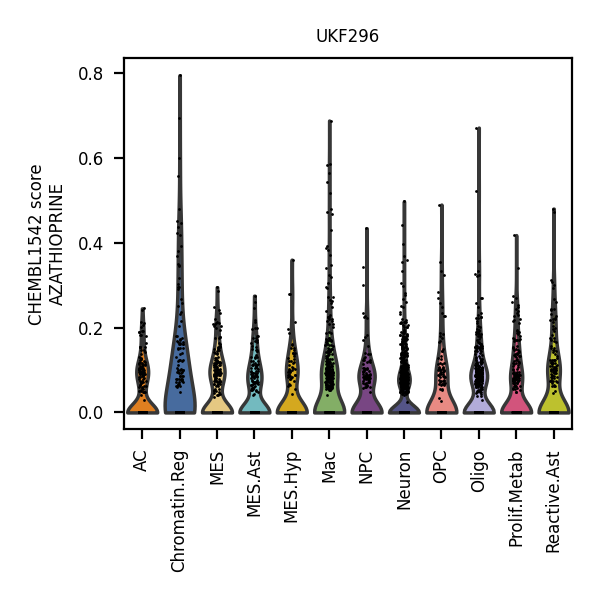 UKF296
CHEMBL1542 score
AZATHIOPRINE
0.8
0.6
0.4
0.2
0.0
AC
Chromatin.Reg
MES
MES.Ast
MES.Hyp
Mac
NPC
Neuron
OPC
Oligo
Prolif.Metab
Reactive.Ast